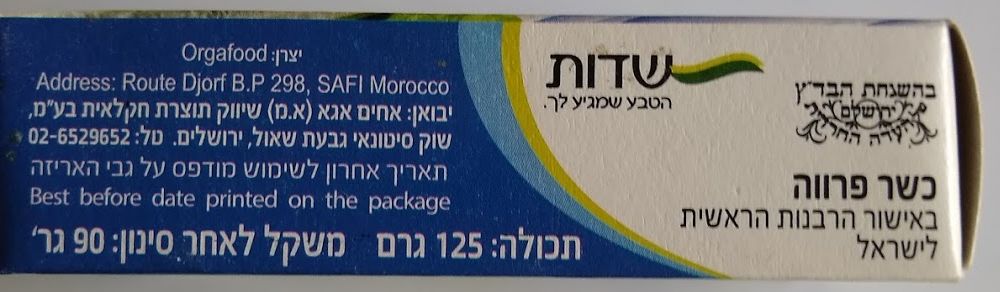 בהשגחת הבד"ץ
ירושלים
העדה החרדית
כשר פרווה
באישור הרבנות הראשית
לישראל
שדות
הטבע שמגיע לך.
יצרן: Orgafood
Address: Route Djorf B.P 298, SAFI Morocco
יבואן: אחים אגא (א.מ) שיווק תוצרת חקלאית בע"מ,
שוק סיטונאי גבעת שאול, ירושלים. טל: 02-6529652
תאריך אחרון לשימוש מודפס על גבי האריזה
Best before date printed on the package
תכולה: 125 גרם משקל לאחר סינון: 90 גר'